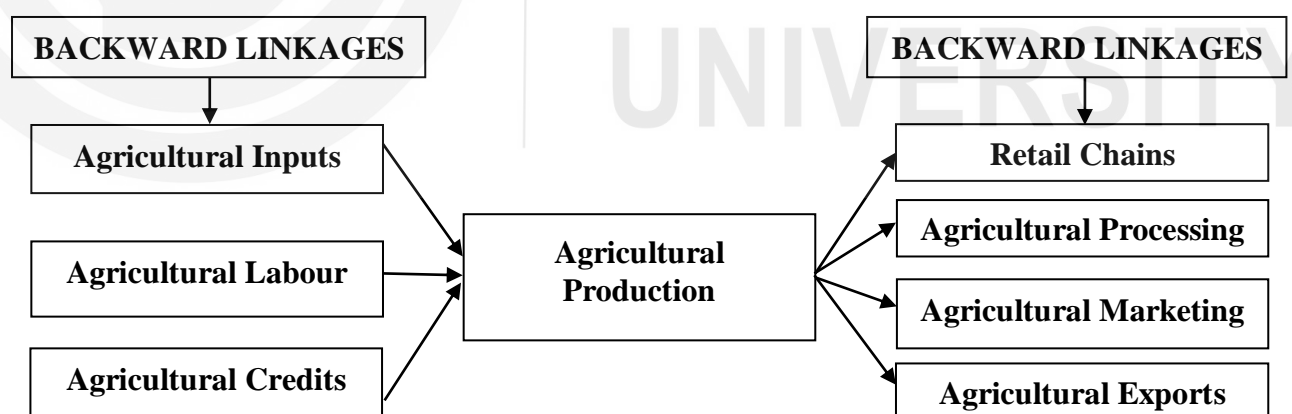 BACKWARD LINKAGES
BACKWARD LINKAGES
UNIVERSITY
Agricultural Inputs
Retail Chains
Agricultural Labour
Agricultural
Production
Agricultural Processing
Agricultural Marketing
Agricultural Credits
Agricultural Exports